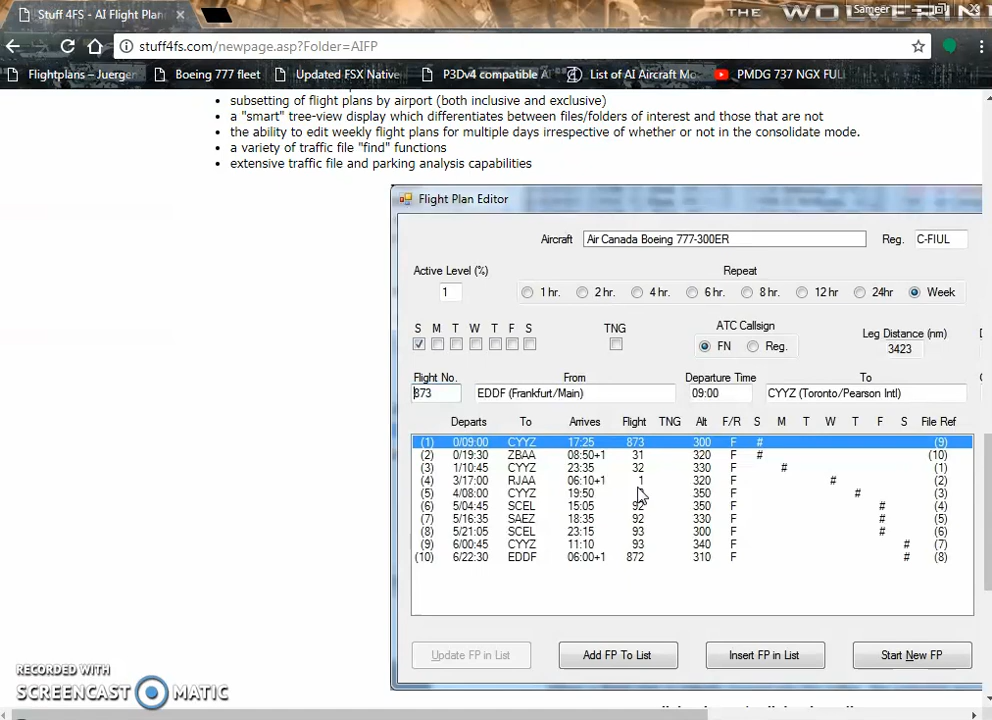 Stuff 4FS - AI Flight Plan
THE WOLVERIN
Sameer
stuff4fs.com/newpage.asp?Folder=AIFP
Flightplans – Juerger
Boeing 777 fleet
Updated FSX Native
P3Dv4 compatible A
List of AI Aircraft Mo
PMDG 737 NGX FUL
subsetting of flight plans by airport (both inclusive and exclusive)
a "smart" tree-view display which differentiates between files/folders of interest and those that are not
the ability to edit weekly flight plans for multiple days irrespective of whether or not in the consolidate mode.
a variety of traffic file "find" functions
extensive traffic file and parking analysis capabilities
Flight Plan Editor
Aircraft Air Canada Boeing 777-300ER Reg. C-FIUL
Active Level (%) Repeat
1 1 hr. 2 hr. 4 hr. 6 hr. 8 hr. 12 hr 24hr Week
S M T W T F S TNG ATC Callsign Leg Distance (nm)
FN Reg. 3423
Flight No. From Departure Time To
873 EDDF (Frankfurt/Main) 09:00 CYYZ (Toronto/Pearson Intl)
Departs To Arrives Flight TNG Alt F/R S M T W T F S File Ref
(1) 0/09:00 CYYZ 17:25 873 300 F # (9)
(2) 0/19:30 ZBAA 08:50+1 31 320 F # (10)
(3) 1/10:45 CYYZ 23:35 32 330 F # (1)
(4) 3/17:00 RJAA 06:10+1 1 320 F # (2)
(5) 4/08:00 CYYZ 19:50 350 F # (3)
(6) 5/04:45 SCEL 15:05 92 350 F # (4)
(7) 5/16:35 SAEZ 18:35 92 330 F # (5)
(8) 5/21:05 SCEL 23:15 93 300 F # (6)
(9) 6/00:45 CYYZ 11:10 93 340 F # (7)
(10) 6/22:30 EDDF 06:00+1 872 310 F # (8)
Update FP in List
Add FP To List
Insert FP in List
Start New FP
RECORDED WITH
SCREENCAST MATIC